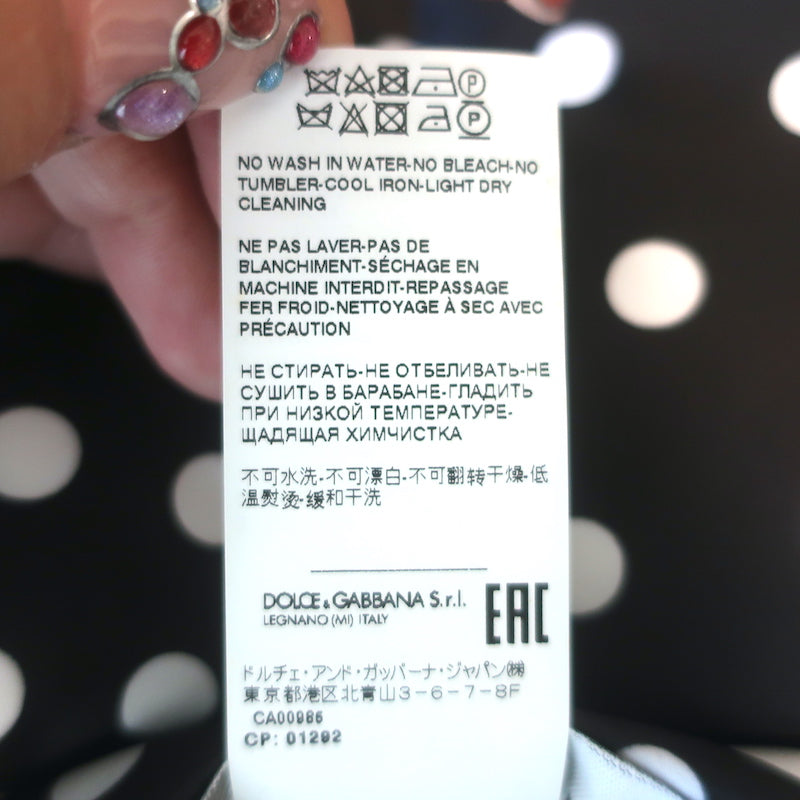 NO WASH IN WATER-NO BLEACH-NO
TUMBLER-COOL IRON-LIGHT DRY
CLEANING
NE PAS LAVER-PAS DE
BLANCHIMENT-SÉCHAGE EN
MACHINE INTERDIT-REPASSAGE
FER FROID-NETTOYAGE À SEC AVEC
PRÉCAUTION
НЕ СТИРАТЬ-НЕ ОТБЕЛИВАТЬ-НЕ
СУШИТЬ В БАРАБАНЕ-ГЛАДИТЬ
ПРИ НИЗКОЙ ТЕМПЕРАТУРЕ-
ЩАДЯЩАЯ ХИМЧИСТКА
不可水洗-不可漂白-不可翻转干燥-低
温熨烫-缓和干洗
DOLCE & GABBANA S.r.l.
LEGNANO (MI) ITALY
EAC
ドルチェ・アンド・ガッバーナ・ジャパン㈱
東京都港区北青山3-6-7-8F
CA00986
CP: 01292